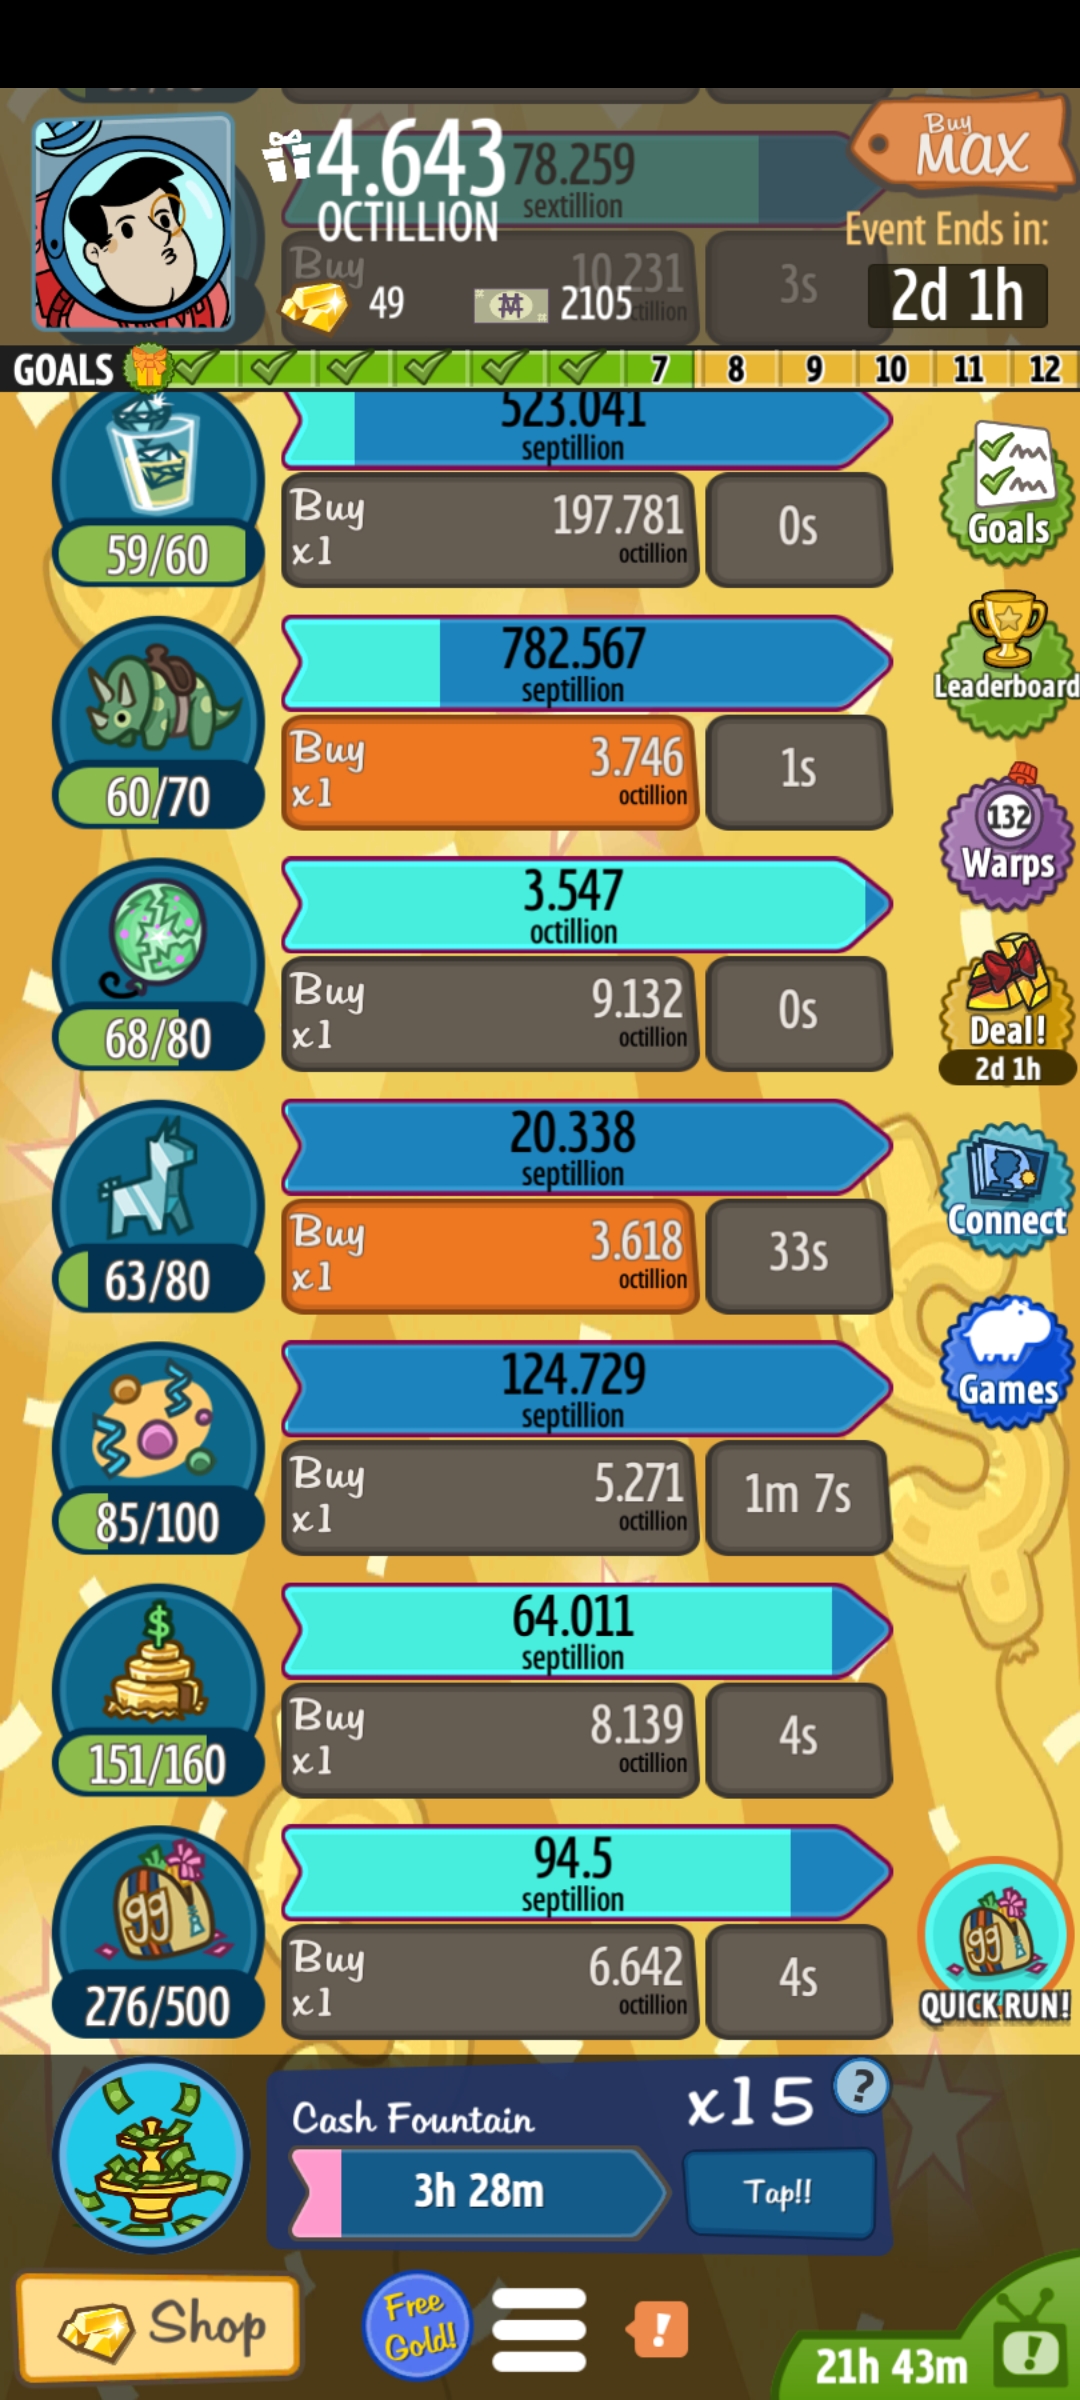 4.643
OCTILLION
78.259
sextillion
Buy
MAX
Event Ends in:
2d 1h
Buy
10.231
3s
49
2105
GOALS 7 8 9 10 11 12
523.041
septillion
Buy
x1
197.781
octillion
0s
59/60
Goals
782.567
septillion
Buy
x1
3.746
octillion
1s
60/70
Leaderboard
3.547
octillion
Buy
x1
9.132
octillion
0s
68/80
132
Warps
Deal!
2d 1h
20.338
septillion
Buy
x1
3.618
octillion
33s
63/80
Connect
124.729
septillion
Buy
x1
5.271
octillion
1m 7s
85/100
Games
$
64.011
septillion
Buy
x1
8.139
octillion
4s
151/160
gg
94.5
septillion
Buy
x1
6.642
octillion
4s
276/500
gg
QUICK RUN!
Cash Fountain
x15
?
3h 28m
Tap!!
Shop
Free
Gold!
!
21h 43m
!